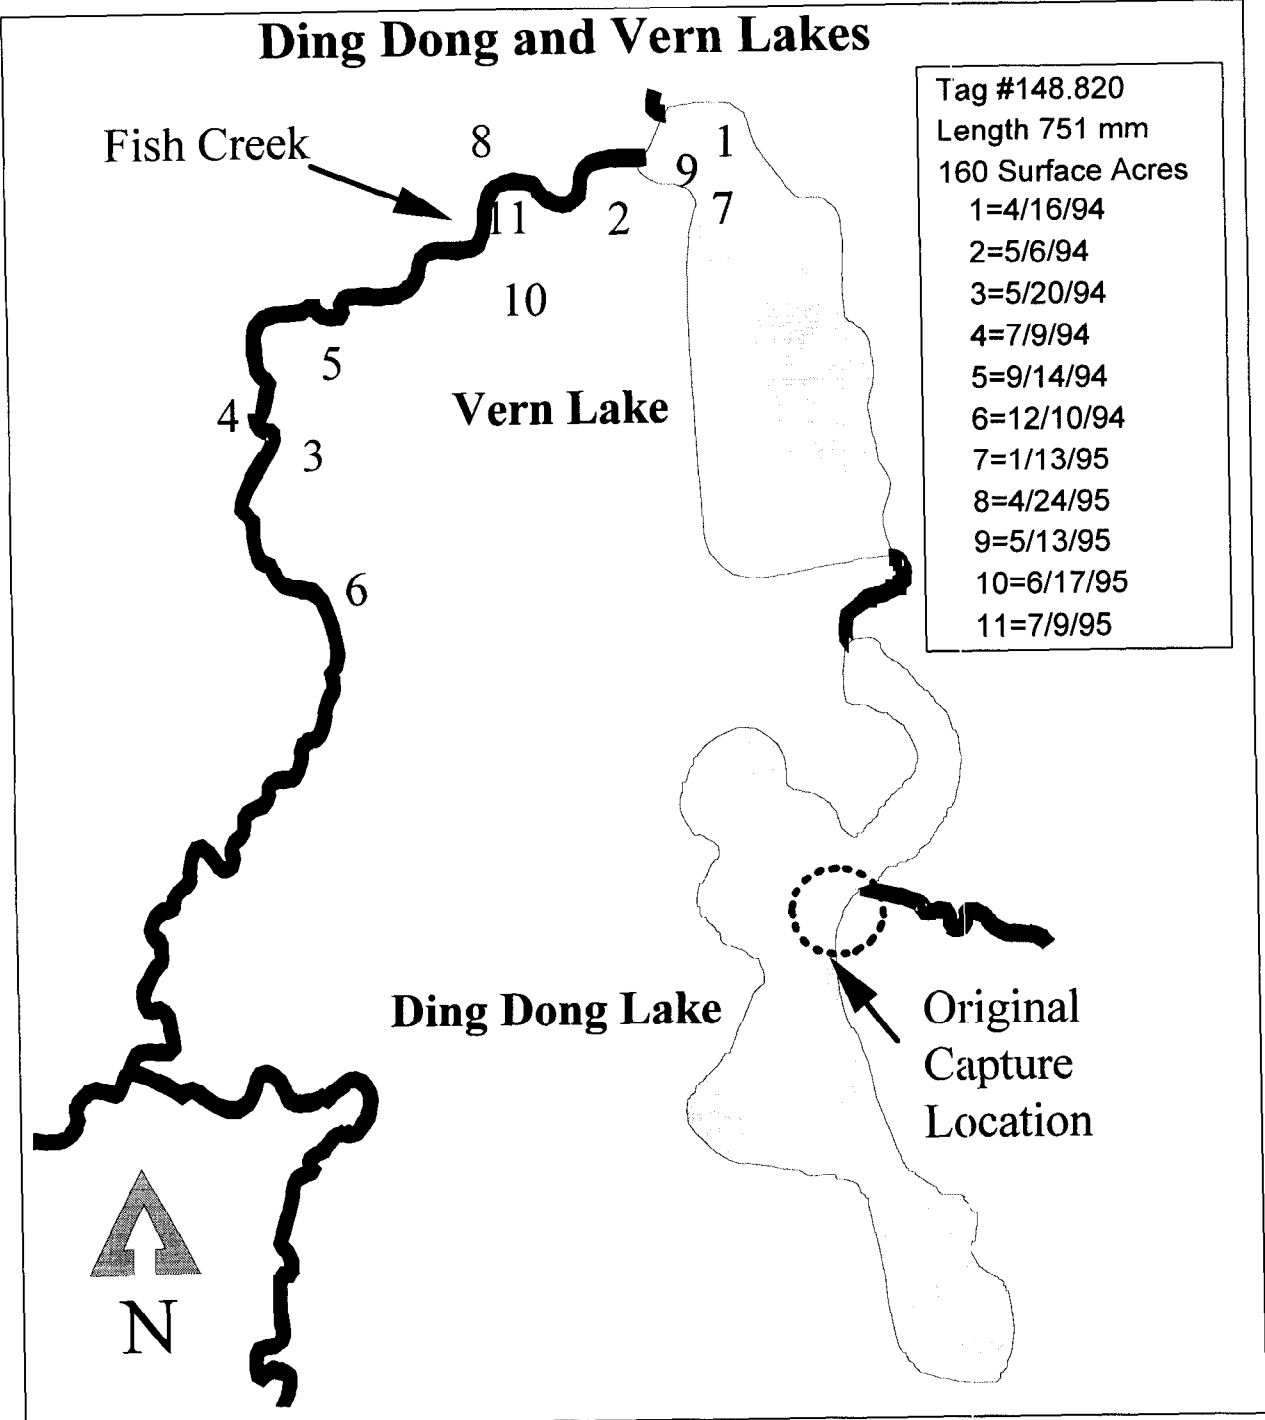 Ding Dong and Vern Lakes
Tag #148.820
Length 751 mm
160 Surface Acres
1=4/16/94
2=5/6/94
3=5/20/94
4=7/9/94
5=9/14/94
6=12/10/94
7=1/13/95
8=4/24/95
9=5/13/95
10=6/17/95
11=7/9/95
Fish Creek
8
1
9
7
11
2
10
5
Vern Lake
4
3
6
Ding Dong Lake
Original
Capture
Location
N